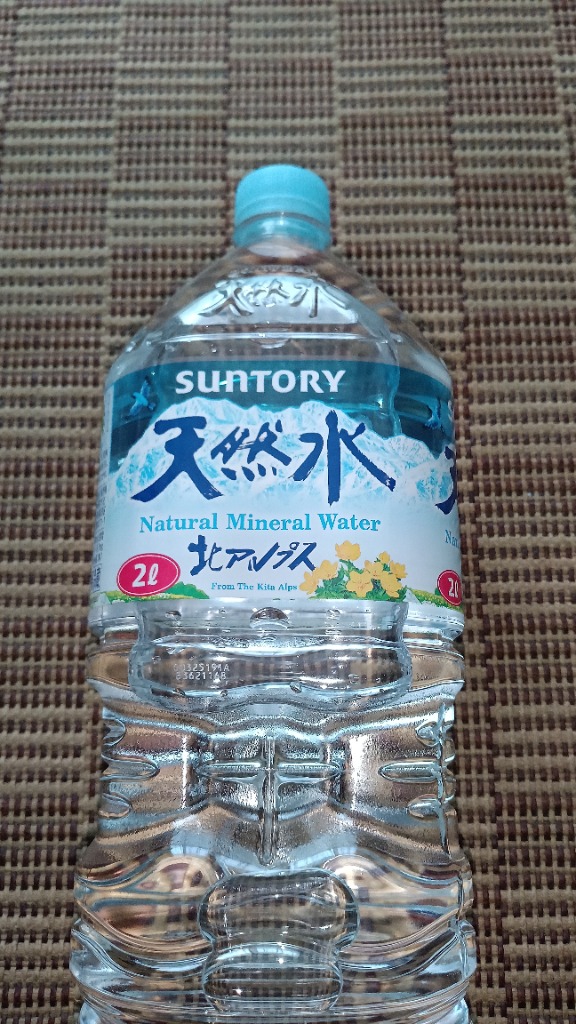 天然水
SUNTORY
天然水
Natural Mineral Water
北アルプス
2ℓ
From The Kita Alps
2ℓ